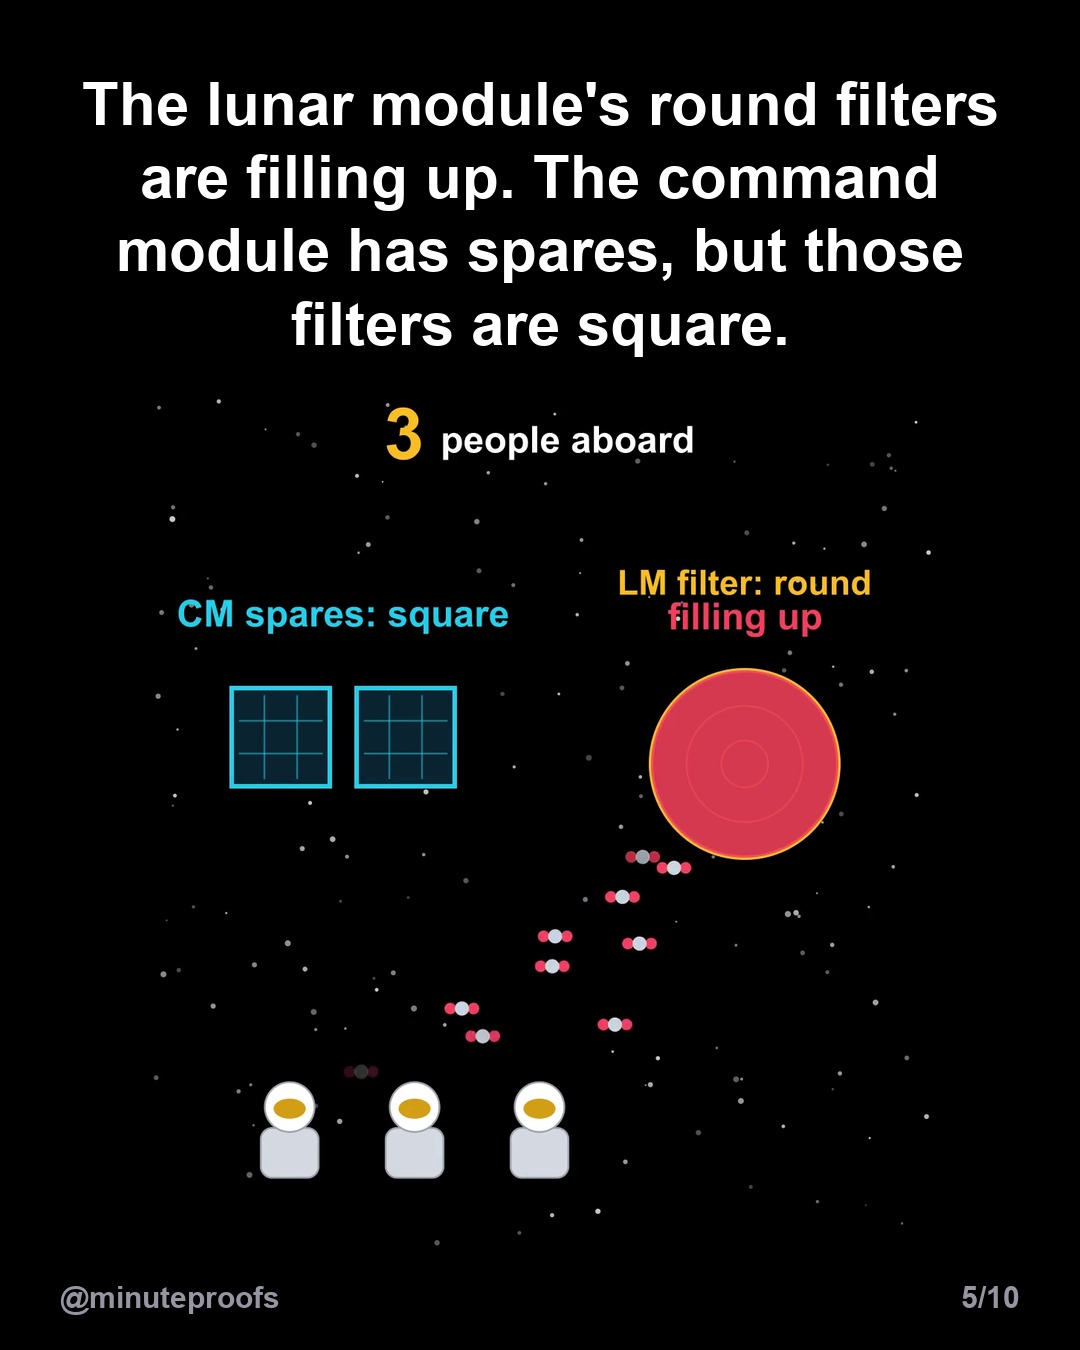 The lunar module's round filters
are filling up. The command
module has spares, but those
filters are square.
3 people aboard
LM filter: round
CM spares: square
filling up
@minuteproofs
5/10